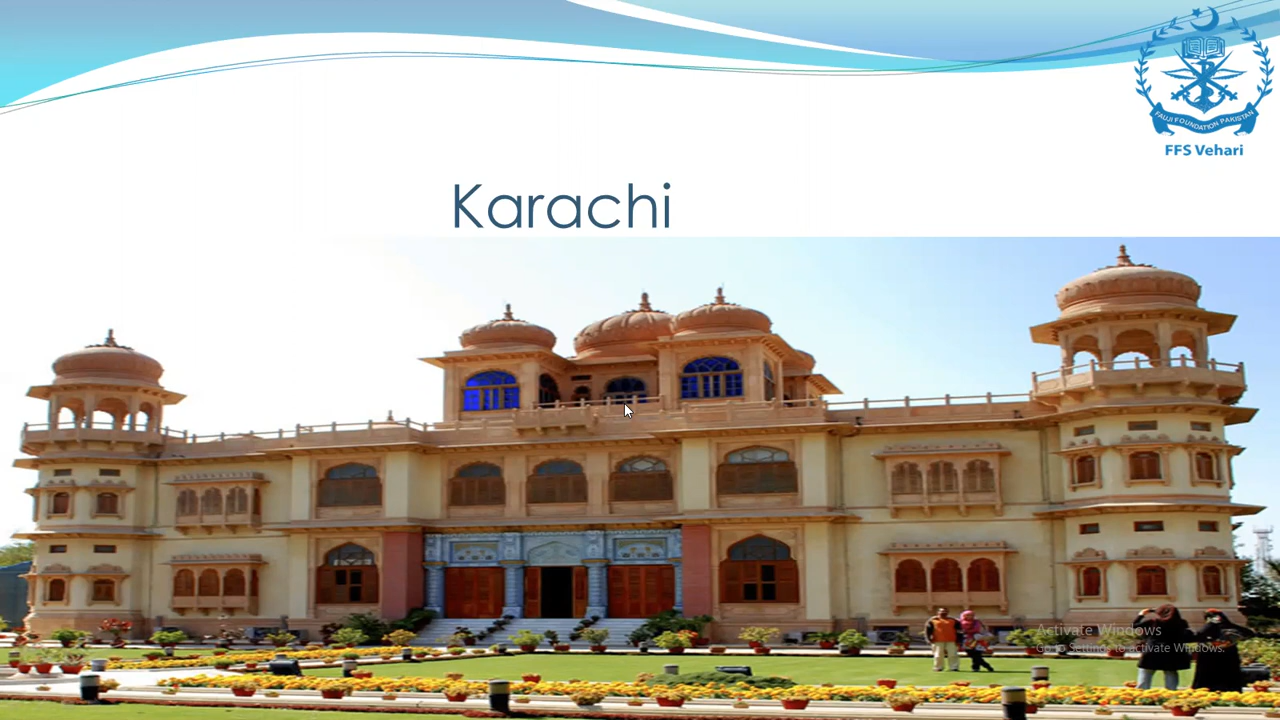 FAUJI FOUNDATION PAKISTAN
FFS Vehari
Karachi
Activate Windows
Go to Settings to activate Windows.